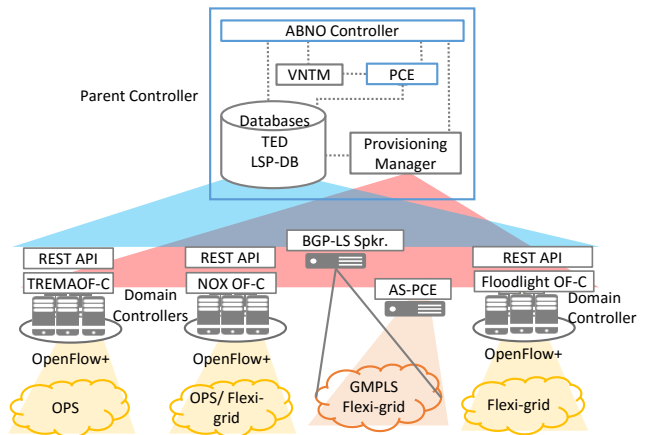 ABNO Controller
VNTM
PCE
Parent Controller
Databases
TED
LSP-DB
Provisioning
Manager
BGP-LS Spkr.
REST API
REST API
REST API
TREMAOF-C
NOX OF-C
Floodlight OF-C
AS-PCE
Domain
Controllers
Domain
Controller
OpenFlow+
OpenFlow+
OpenFlow+
OPS
OPS/ Flexi-
grid
GMPLS
Flexi-grid
Flexi-grid